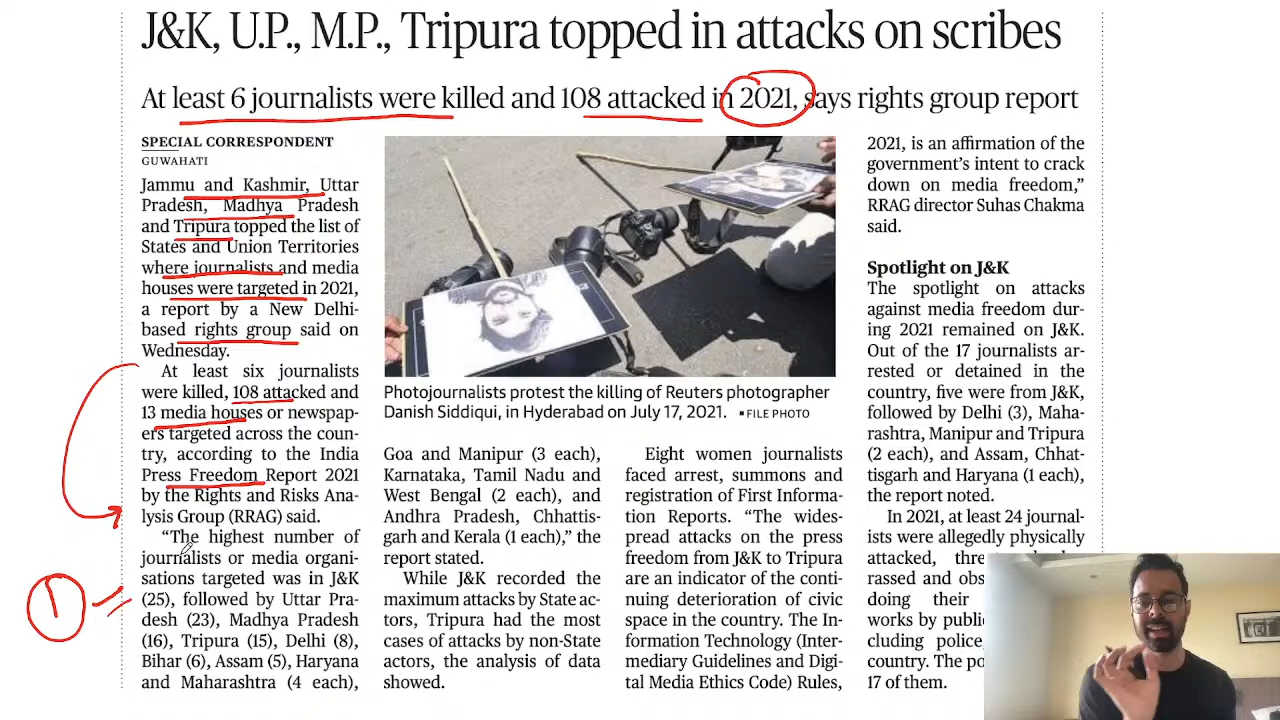 J&K, U.P., M.P., Tripura topped in attacks on scribes
At least 6 journalists were killed and 108 attacked in 2021, says rights group report
SPECIAL CORRESPONDENT
GUWAHATI
Jammu and Kashmir, Uttar
Pradesh, Madhya Pradesh
and Tripura topped the list of
States and Union Territories
where journalists and media
houses were targeted in 2021,
a report by a New Delhi-
based rights group said on
Wednesday.
At least six journalists
were killed, 108 attacked and
13 media houses or newspap-
ers targeted across the coun-
try, according to the India
Press Freedom Report 2021
by the Rights and Risks Ana-
lysis Group (RRAG) said.
“The highest number of
journalists or media organi-
sations targeted was in J&K
(25), followed by Uttar Pra-
desh (23), Madhya Pradesh
(16), Tripura (15), Delhi (8),
Bihar (6), Assam (5), Haryana
and Maharashtra (4 each),
1
Photojournalists protest the killing of Reuters photographer
Danish Siddiqui, in Hyderabad on July 17, 2021. ▪FILE PHOTO
Goa and Manipur (3 each),
Karnataka, Tamil Nadu and
West Bengal (2 each), and
Andhra Pradesh, Chhattis-
garh and Kerala (1 each),” the
report stated.
While J&K recorded the
maximum attacks by State ac-
tors, Tripura had the most
cases of attacks by non-State
actors, the analysis of data
showed.
Eight women journalists
faced arrest, summons and
registration of First Informa-
tion Reports. “The wides-
pread attacks on the press
freedom from J&K to Tripura
are an indicator of the conti-
nuing deterioration of civic
space in the country. The In-
formation Technology (Inter-
mediary Guidelines and Digi-
tal Media Ethics Code) Rules,
2021, is an affirmation of the
government’s intent to crack
down on media freedom,”
RRAG director Suhas Chakma
said.
Spotlight on J&K
The spotlight on attacks
against media freedom dur-
ing 2021 remained on J&K.
Out of the 17 journalists ar-
rested or detained in the
country, five were from J&K,
followed by Delhi (3), Maha-
rashtra, Manipur and Tripura
(2 each), and Assam, Chhat-
tisgarh and Haryana (1 each),
the report noted.
In 2021, at least 24 journal-
ists were allegedly physically
attacked,
rassed and obs
doing their
works by publi
cluding police,
country. The po
17 of them.